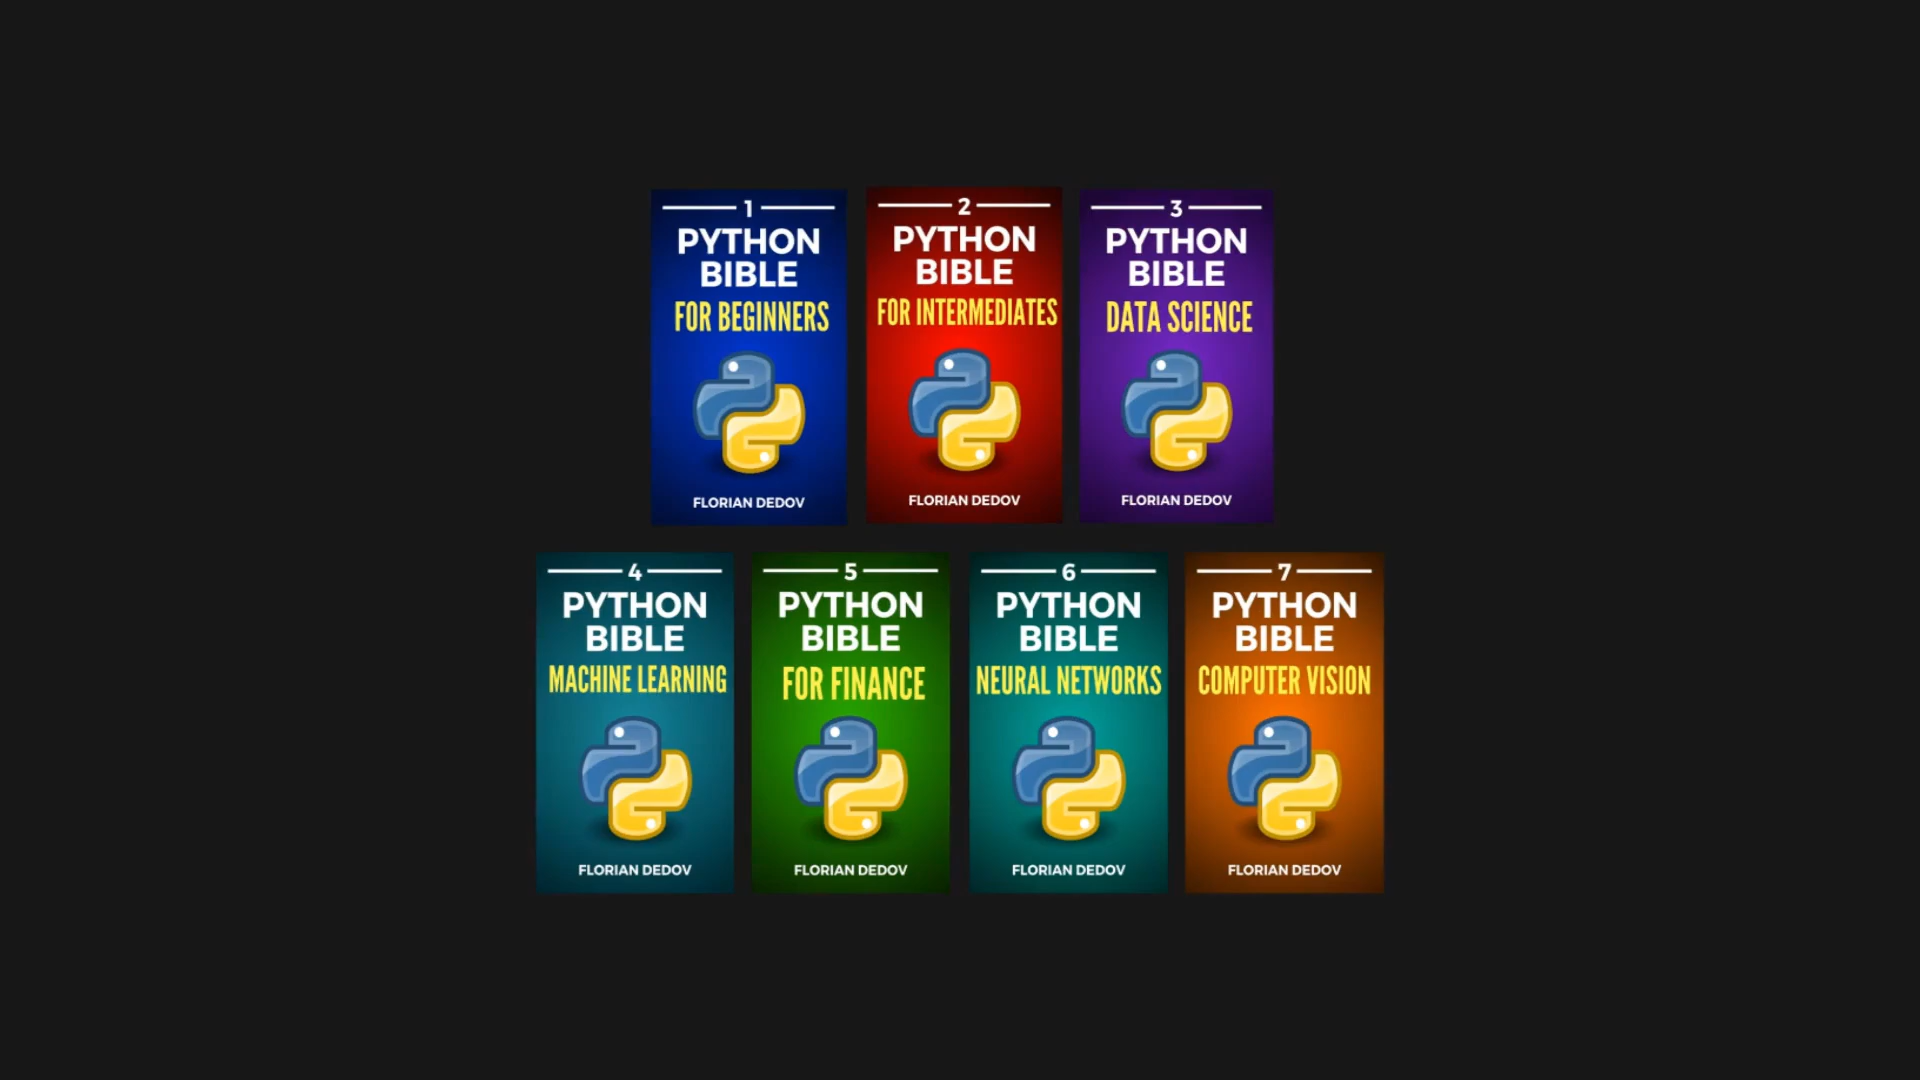 1
PYTHON
BIBLE
FOR BEGINNERS
FLORIAN DEDOV
2
PYTHON
BIBLE
FOR INTERMEDIATES
FLORIAN DEDOV
3
PYTHON
BIBLE
DATA SCIENCE
FLORIAN DEDOV
4
PYTHON
BIBLE
MACHINE LEARNING
FLORIAN DEDOV
5
PYTHON
BIBLE
FOR FINANCE
FLORIAN DEDOV
6
PYTHON
BIBLE
NEURAL NETWORKS
FLORIAN DEDOV
7
PYTHON
BIBLE
COMPUTER VISION
FLORIAN DEDOV